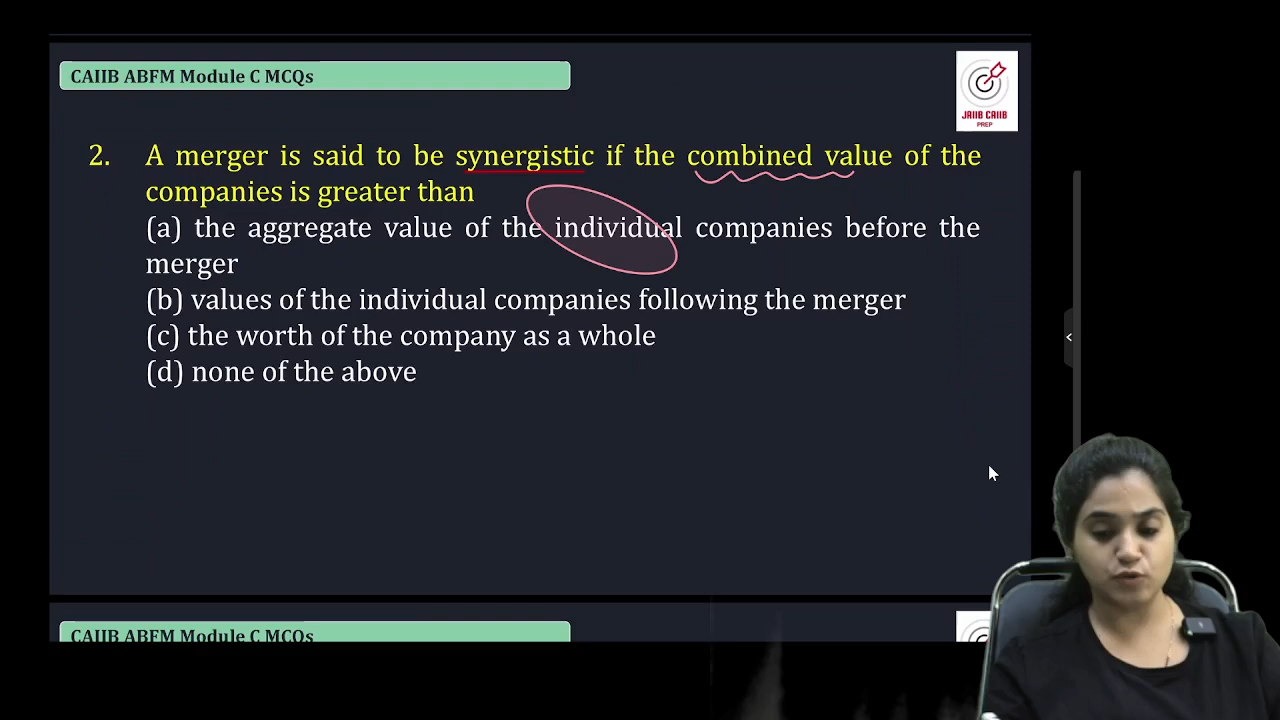 CAIIB ABFM Module C MCQs
JAIIB CAIIB
PREP
2. A merger is said to be synergistic if the combined value of the
companies is greater than
(a) the aggregate value of the individual companies before the
merger
(b) values of the individual companies following the merger
(c) the worth of the company as a whole
(d) none of the above
CAIIB ABFM Module C MCQs